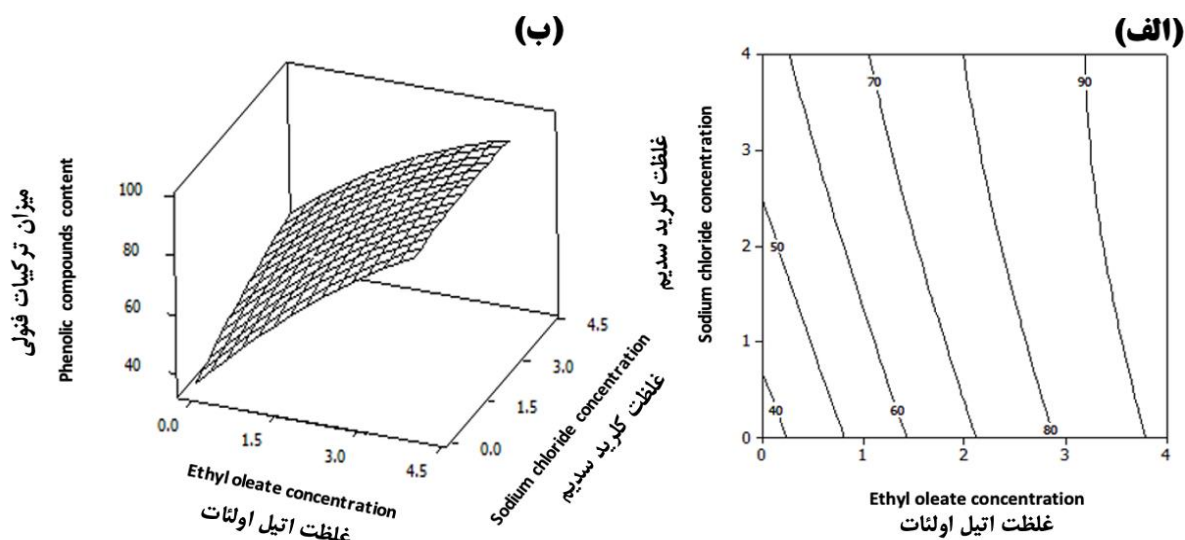 (ب)
100
80
60
40
میزان ترکیبات فنولی
Phenolic compounds content
0.0
1.5
3.0
4.5
Ethyl oleate concentration
غلظت اتیل اولئات
0.0
1.5
3.0
4.5
Sodium chloride concentration
غلظت کلرید سدیم
(الف)
4
3
2
1
0
غلظت کلرید سدیم
Sodium chloride concentration
70
90
50
40
60
80
0
1
2
3
4
Ethyl oleate concentration
غلظت اتیل اولئات